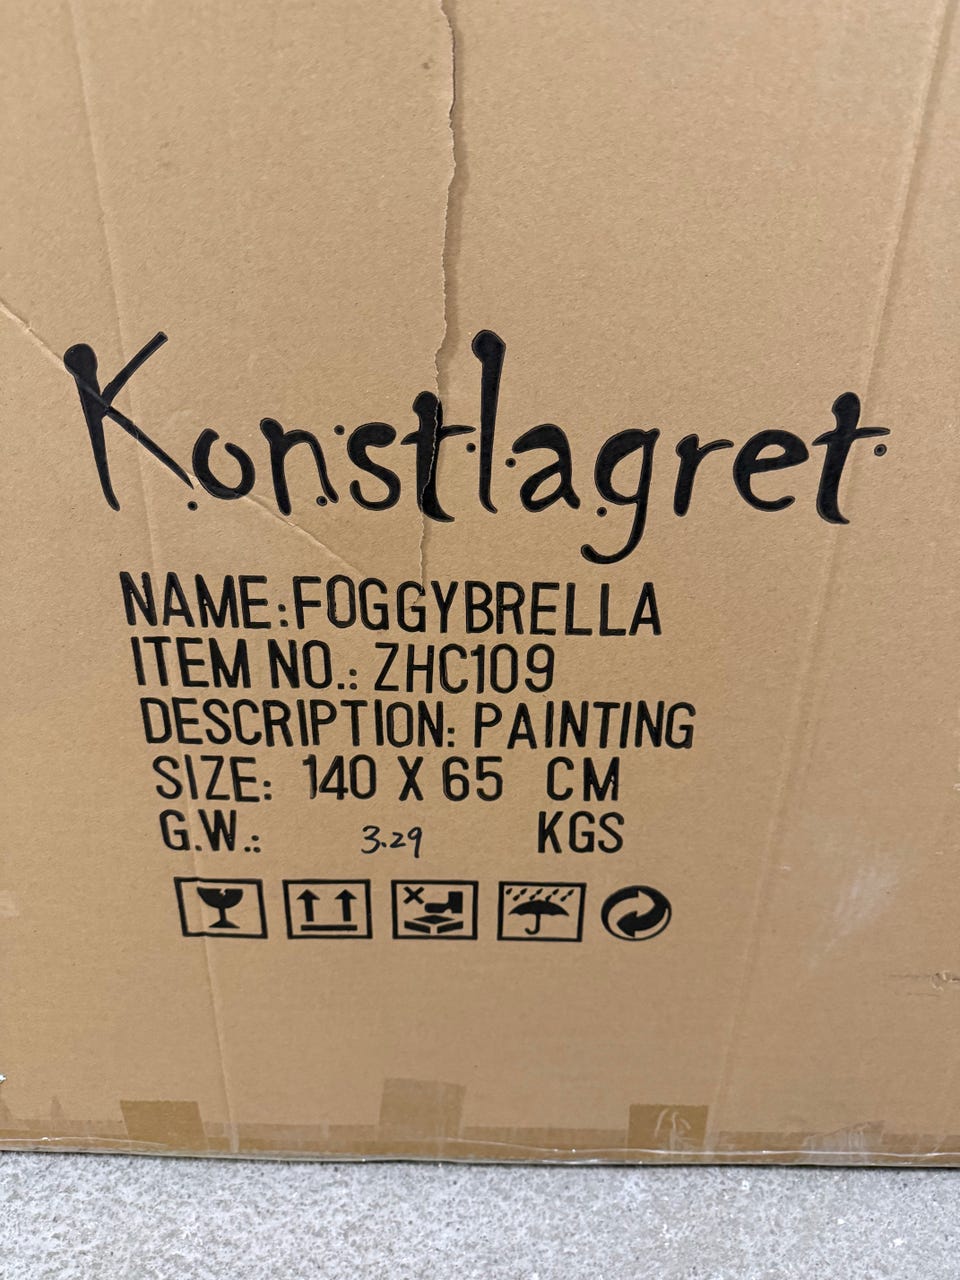 Konstlagret
NAME:FOGGYBRELLA
ITEM NO.: ZHC109
DESCRIPTION: PAINTING
SIZE: 140 X 65 CM
G.W.: 3.29 KGS